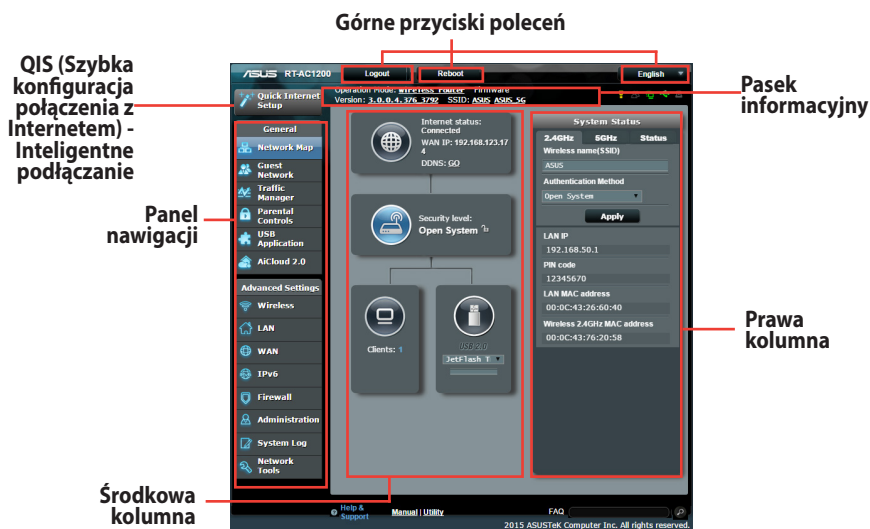 Górne przyciski poleceń
QIS (Szybka
konfiguracja
połączenia z
Internetem) -
Inteligentne
podłączanie
Panel
nawigacji
Środkowa
kolumna
Pasek
informacyjny
Prawa
kolumna
ASUS RT-AC1200
Logout
Reboot
English
Quick Internet
Setup
Operation Mode: Wireless router Firmware
Version: 3.0.0.4.376_3792 SSID: ASUS ASUS_5G
General
Network Map
Guest
Network
Traffic
Manager
Parental
Controls
USB
Application
AiCloud 2.0
Advanced Settings
Wireless
LAN
WAN
IPv6
Firewall
Administration
System Log
Network
Tools
Internet status:
Connected
WAN IP: 192.168.123.17
4
DDNS: GO
Security level:
Open System
Clients: 1
USB 2.0
JetFlash T
System Status
2.4GHz 5GHz Status
Wireless name(SSID)
ASUS
Authentication Method
Open System
Apply
LAN IP
192.168.50.1
PIN code
12345670
LAN MAC address
00:0C:43:26:60:40
Wireless 2.4GHz MAC address
00:0C:43:76:20:58
Help &
Support
Manual | Utility
FAQ
2015 ASUSTeK Computer Inc. All rights reserved.